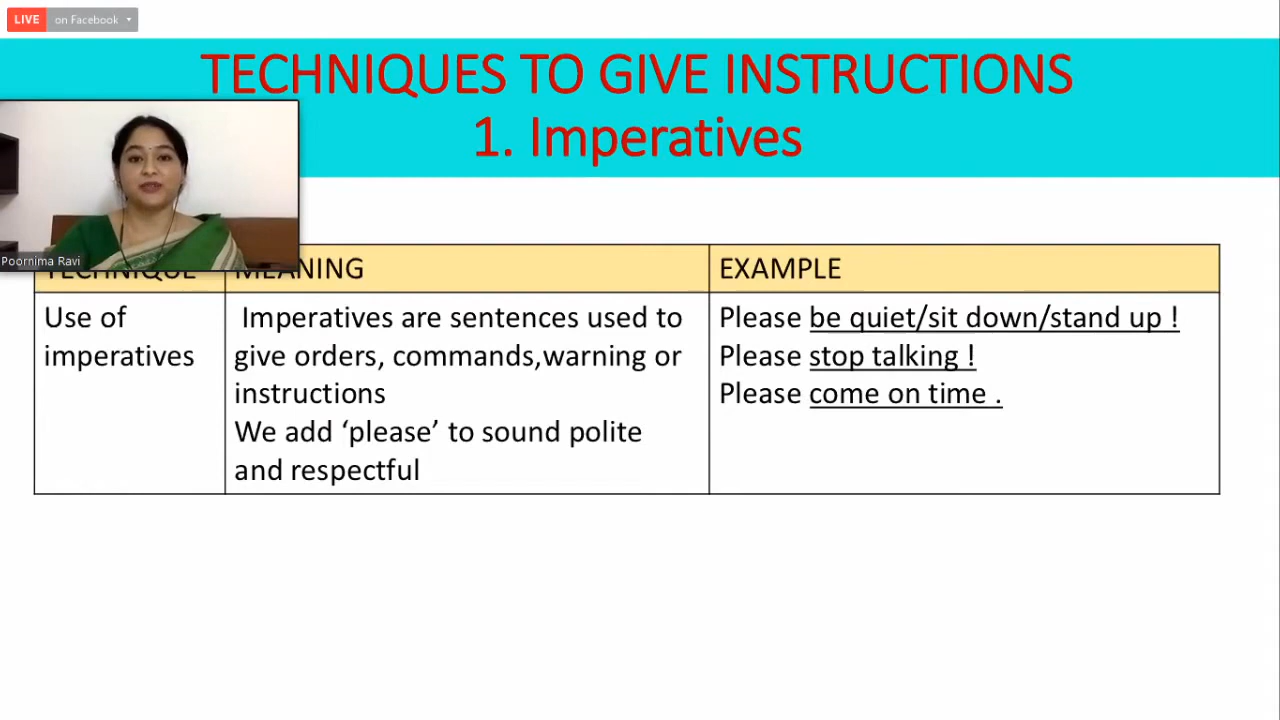 LIVE on Facebook
TECHNIQUES TO GIVE INSTRUCTIONS
1. Imperatives
Poornima Ravi
TECHNIQUE MEANING EXAMPLE
Use of
imperatives
Imperatives are sentences used to
give orders, commands,warning or
instructions
We add ‘please’ to sound polite
and respectful
Please be quiet/sit down/stand up !
Please stop talking !
Please come on time .